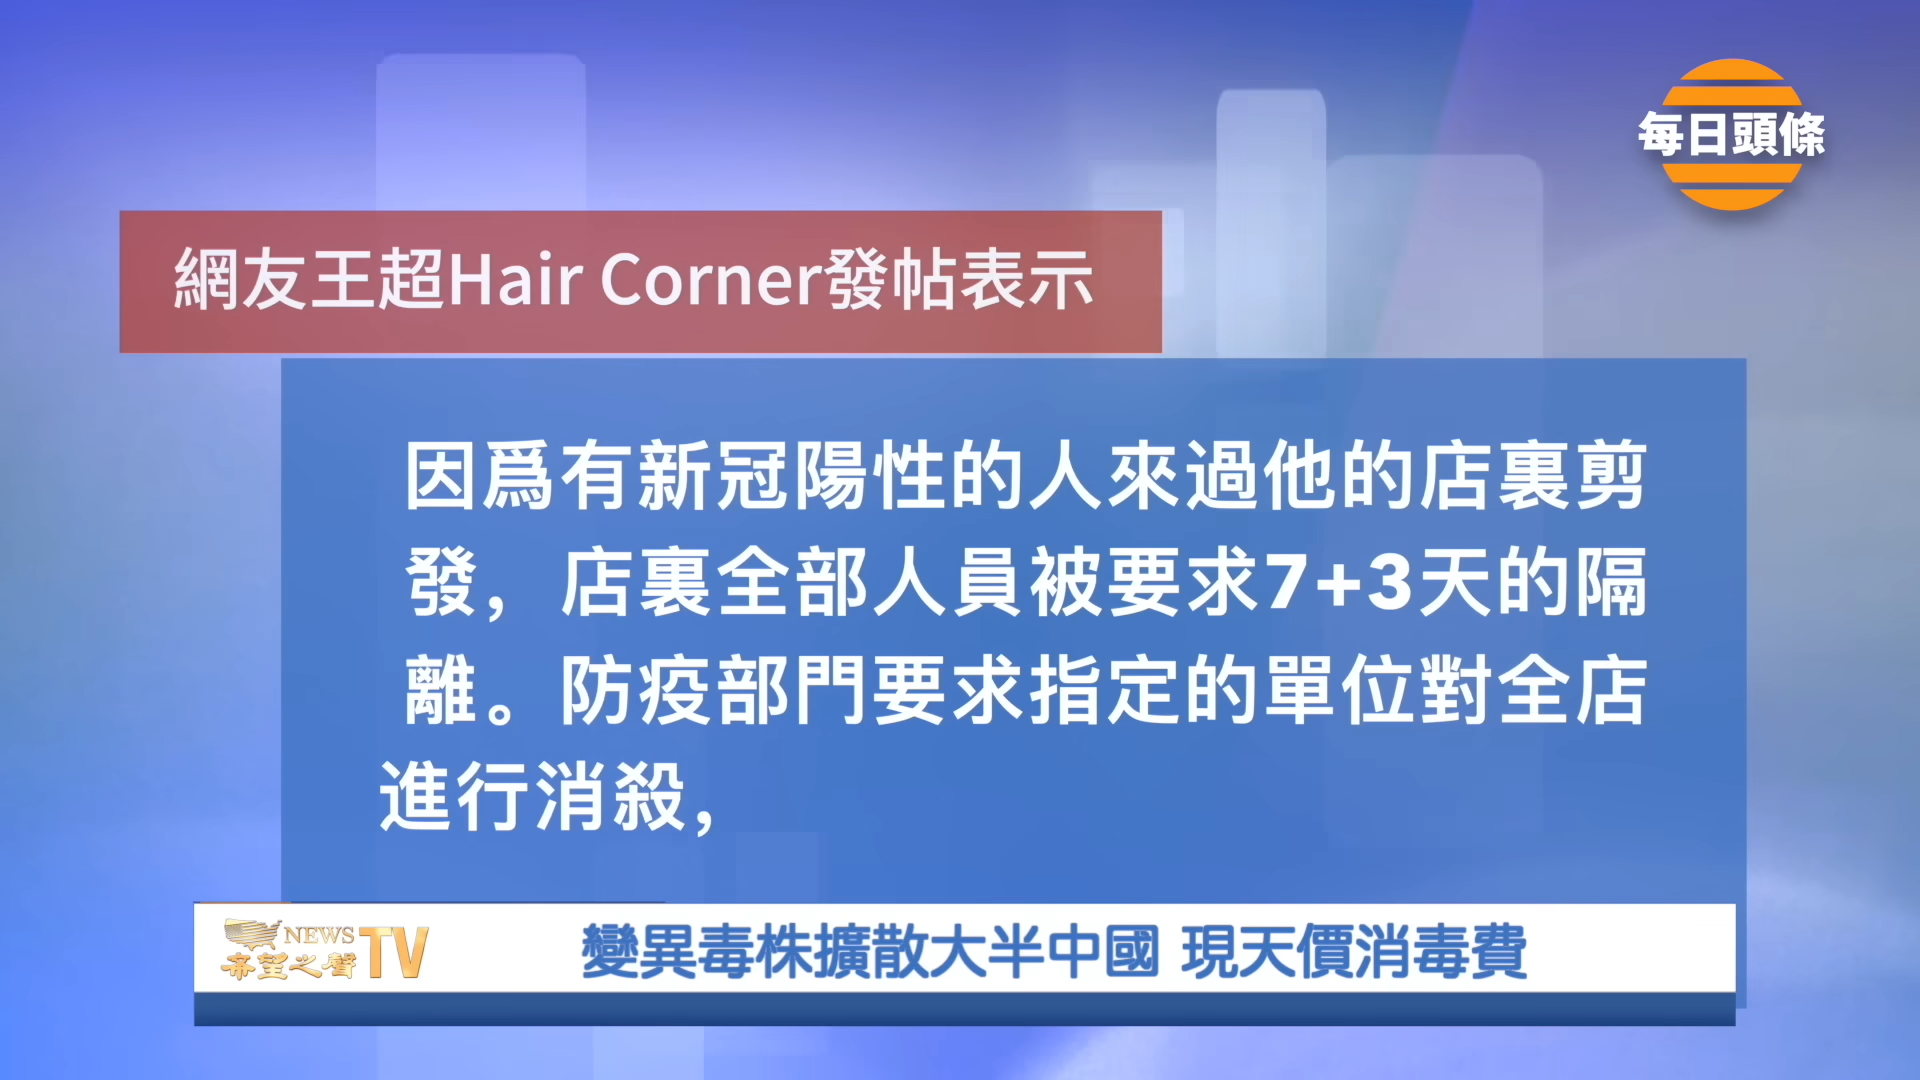 每日頭條
網友王超Hair Corner發帖表示
因爲有新冠陽性的人來過他的店裏剪
發，店裏全部人員被要求7+3天的隔
離。防疫部門要求指定的單位對全店
進行消殺，
NEWS
希望之聲
TV
變異毒株擴散大半中國 現天價消毒費